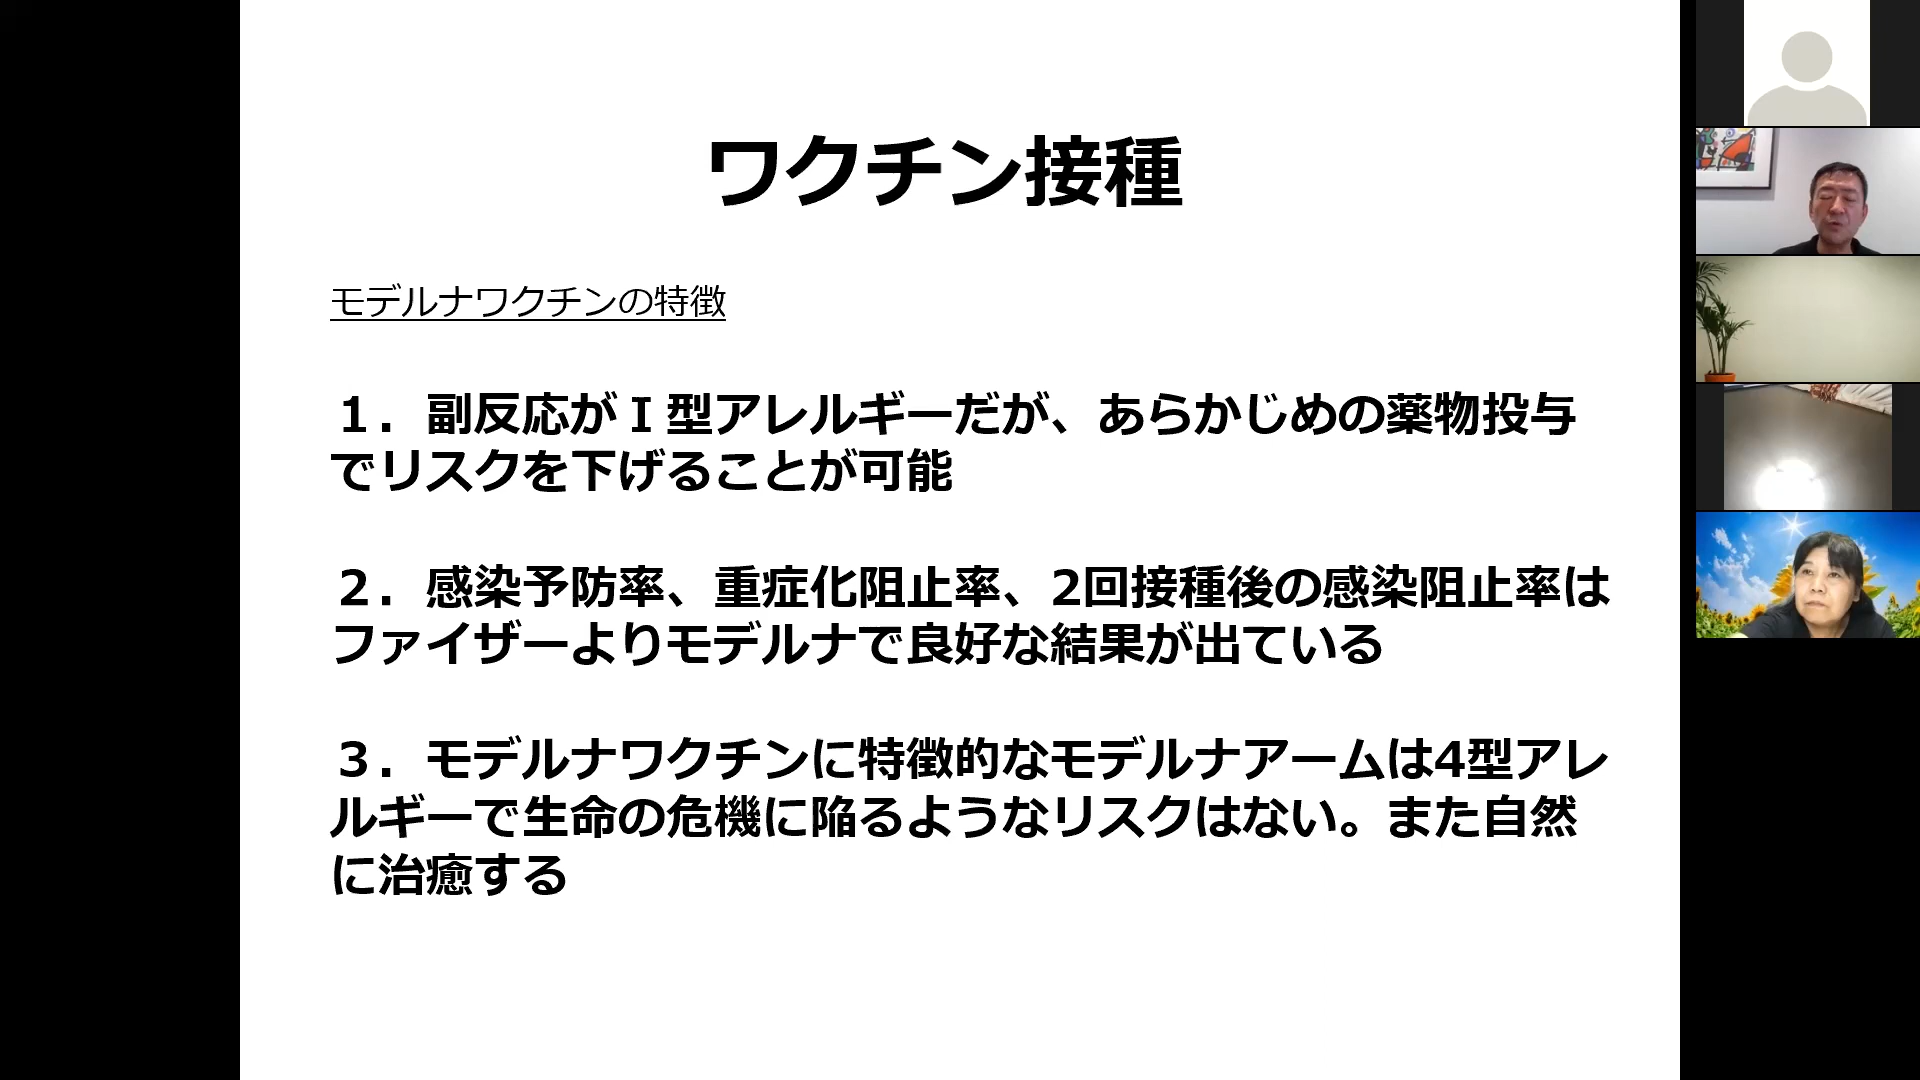 ワクチン接種
モデルナワクチンの特徴
１．副反応がⅠ型アレルギーだが、あらかじめの薬物投与
でリスクを下げることが可能
２．感染予防率、重症化阻止率、2回接種後の感染阻止率は
ファイザーよりモデルナで良好な結果が出ている
３．モデルナワクチンに特徴的なモデルナアームは4型アレ
ルギーで生命の危機に陥るようなリスクはない。また自然
に治癒する